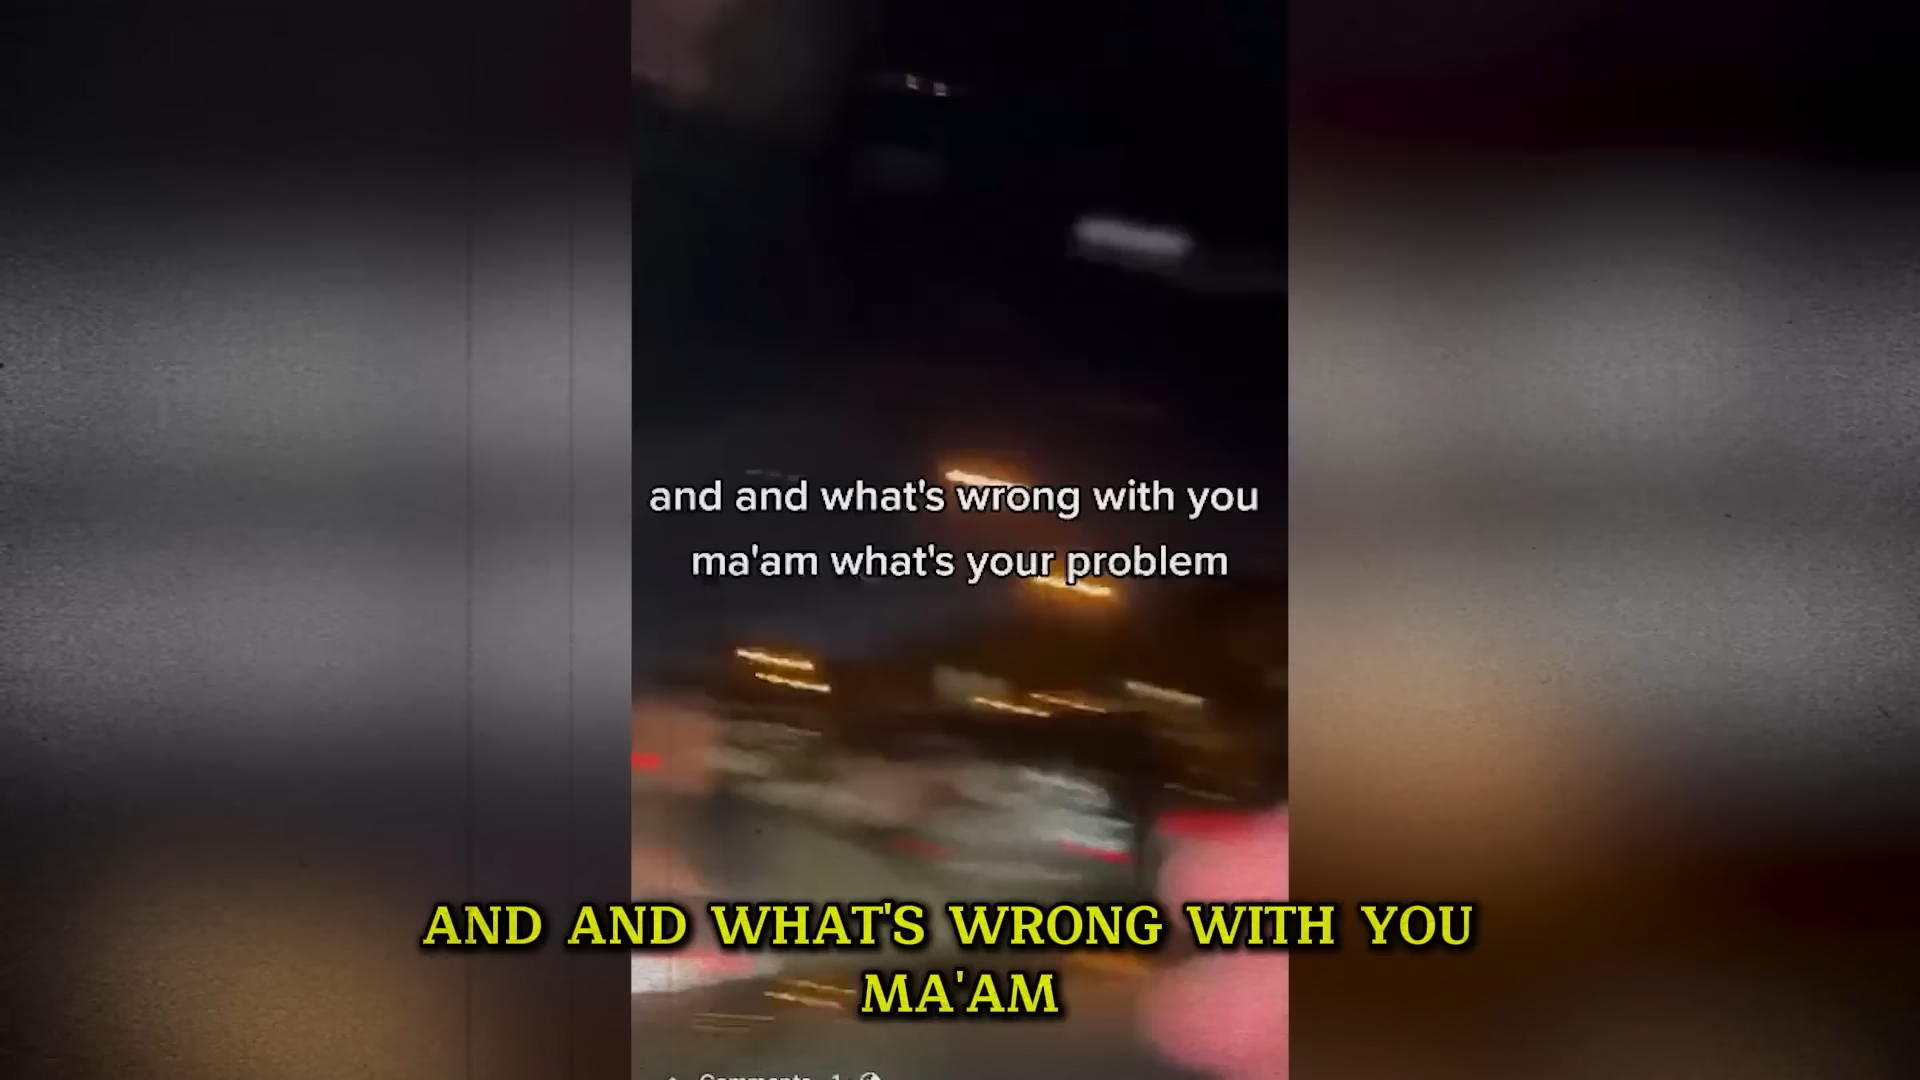 and and what's wrong with you
ma'am what's your problem
AND AND WHAT'S WRONG WITH YOU
MA'AM